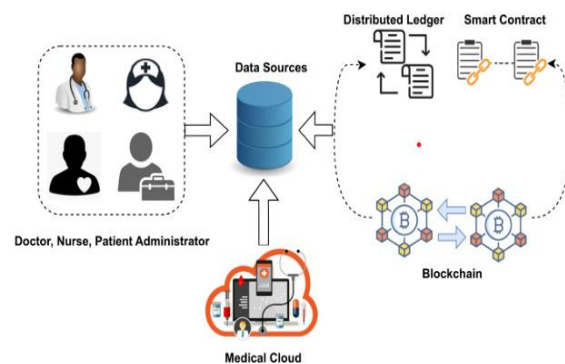 Distributed Ledger
Smart Contract
Data Sources
Doctor, Nurse, Patient Administrator
Blockchain
Medical Cloud